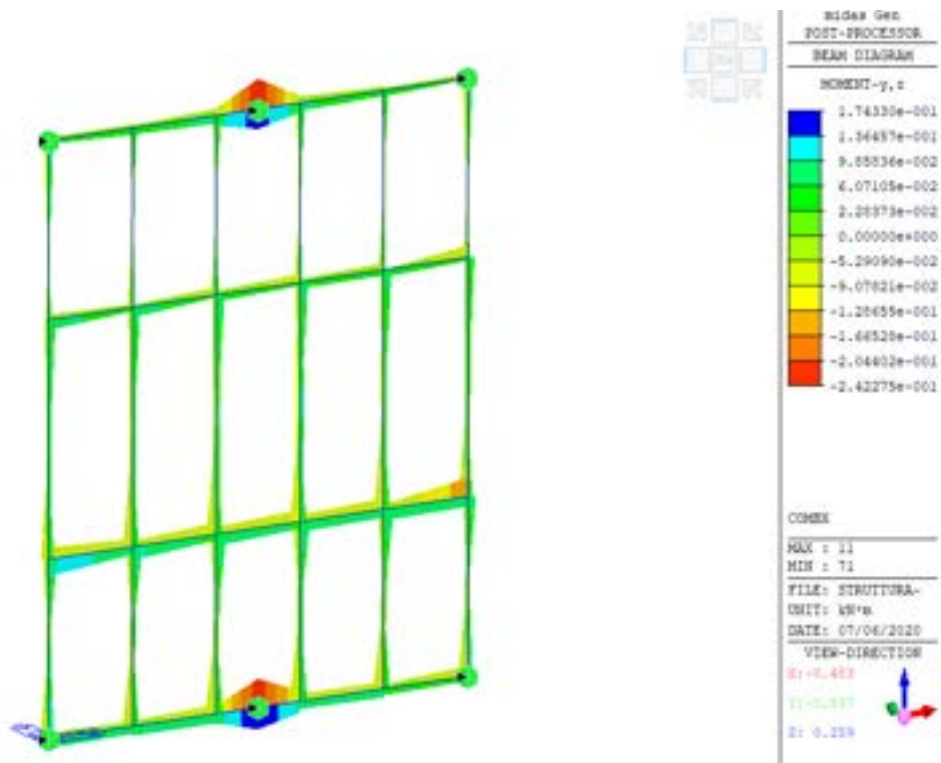 midas Gen
POST-PROCESSOR
BEAM DIAGRAM
MOMENT-y,z
1.74330e-001
1.36457e-001
9.85836e-002
6.07105e-002
2.28373e-002
0.00000e+000
-5.29090e-002
-9.07821e-002
-1.28655e-001
-1.66528e-001
-2.04402e-001
-2.42275e-001
MAX : 11
MIN : 71
FILE: STRUTTURA~
UNIT: kN*m
DATE: 07/06/2020
VIEW-DIRECTION
X:-0.483
Z: 0.259